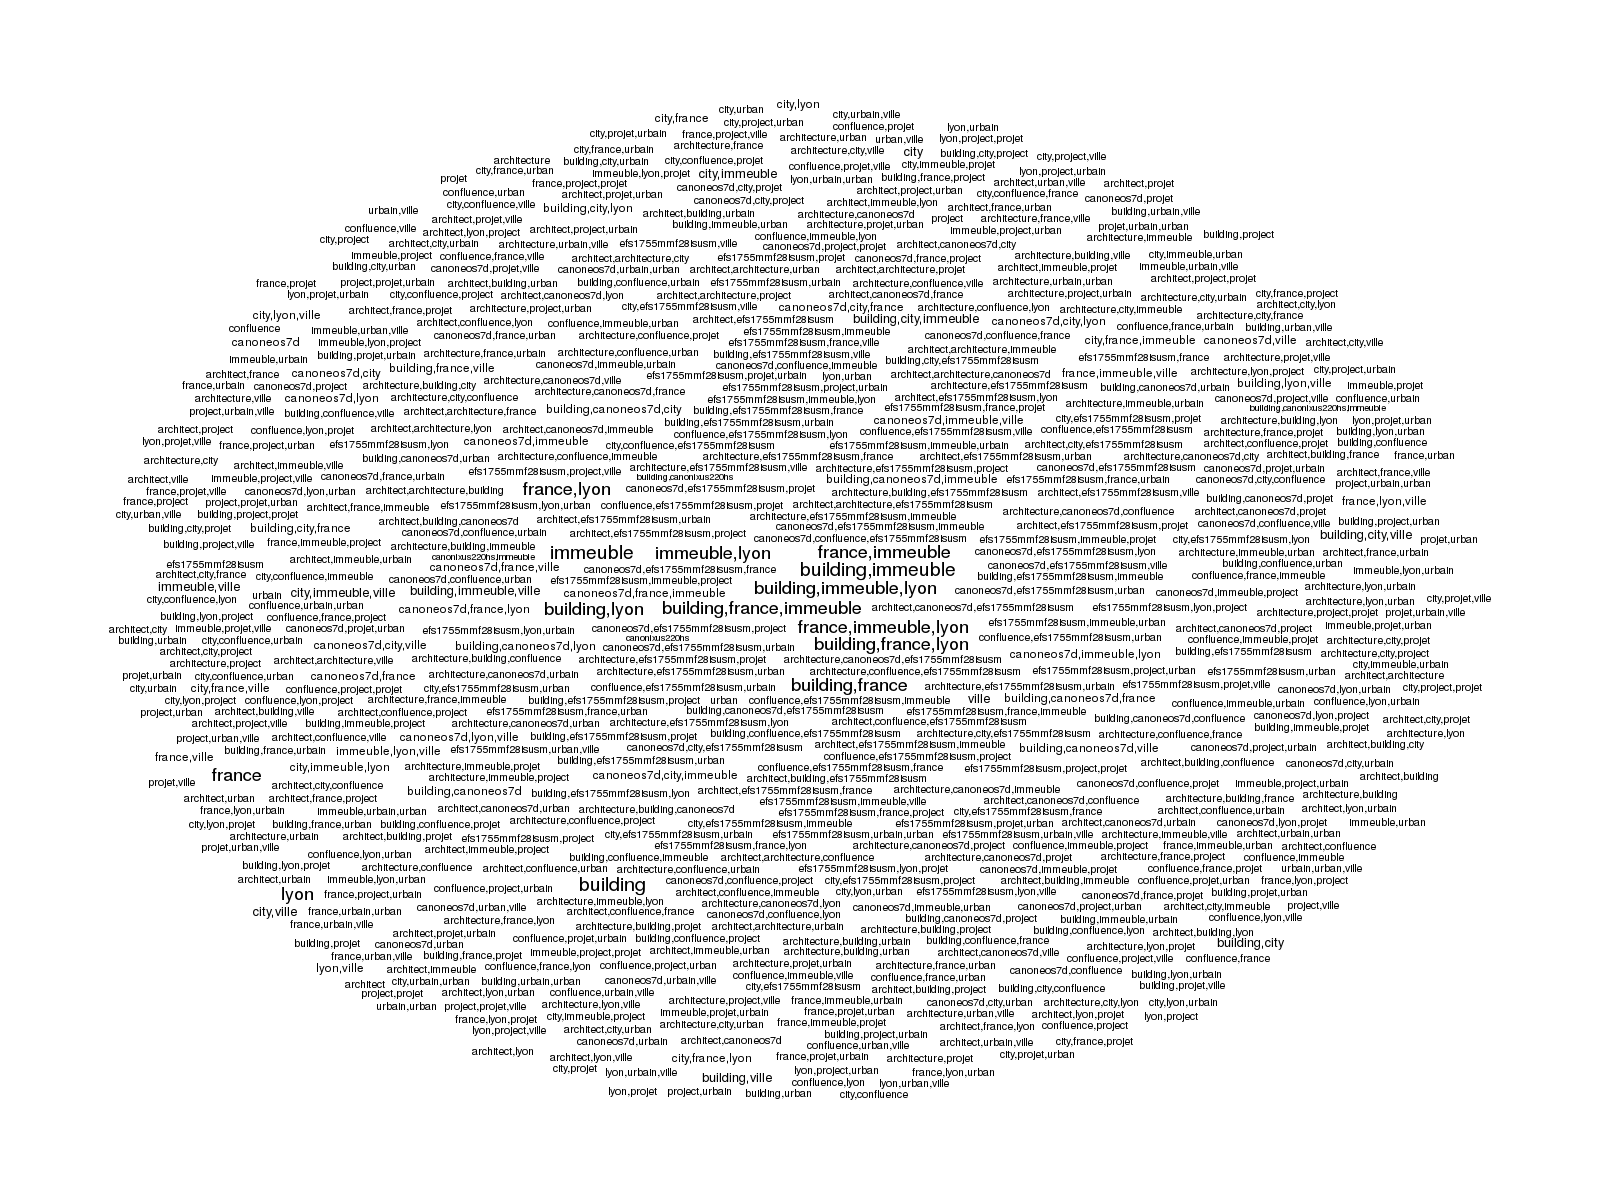 city,lyon
city,urban city,urbain,ville
city,france city,project,urban confluence,projet lyon,urbain
city,projet,urbain france,project,ville architecture,urban urban,ville lyon,project,projet
city,france,urbain architecture,france architecture,city,ville city building,city,project city,project,ville
architecture building,city,urbain city,confluence,projet confluence,projet,ville city,immeuble,projet
city,france,urban immeuble,lyon,projet city,immeuble lyon,urbain,urban building,france,projet lyon,project,urbain
projet france,project,projet canoneos7d,city,projet architect,project,urban architect,urban,ville architect,projet
confluence,urban architect,projet,urban canoneos7d,city,project architect,immeuble,lyon city,confluence,france canoneos7d,projet
urbain,ville city,confluence,ville building,city,lyon architect,building,urbain architecture,canoneos7d architect,france,urban building,urbain,ville
architect,projet,ville building,immeuble,urban architecture,projet,urban project architecture,france,ville projet,urbain,urban
confluence,ville architect,lyon,project architect,project,urban confluence,immeuble,lyon immeuble,project,urban architecture,immeuble building,project
city,project architect,city,urbain architecture,urbain,ville efs1755mmf28isusm,ville canoneos7d,project,projet architect,canoneos7d,city
immeuble,project confluence,france,ville architect,architecture,city efs1755mmf28isusm,projet canoneos7d,france,project architecture,building,ville city,immeuble,urban
building,city,urban canoneos7d,projet,ville canoneos7d,urbain,urban architect,architecture,urban architect,architecture,projet architect,immeuble,projet immeuble,urbain,ville
france,projet project,projet,urbain architect,building,urban building,confluence,urban efs1755mmf28isusm,urbain architecture,confluence,ville architecture,urbain,urban architect,project,projet
lyon,projet,urbain city,confluence,project architect,canoneos7d,lyon architect,architecture,project architect,canoneos7d,france architecture,project,urbain architecture,city,urbain city,france,project
architect,france,projet architecture,project,urban city,efs1755mmf28isusm,ville canoneos7d,city,france architecture,confluence,lyon architecture,city,immeuble architect,city,lyon
city,lyon,ville architect,confluence,lyon confluence,immeuble,urban architect,efs1755mmf28isusm building,city,immeuble canoneos7d,city,lyon architecture,city,france
confluence immeuble,urban,ville canoneos7d,france,urban architecture,confluence,projet efs1755mmf28isusm,immeuble canoneos7d,confluence,france confluence,france,urbain building,urban,ville
canoneos7d immeuble,lyon,project efs1755mmf28isusm,france,ville city,france,immeuble canoneos7d,ville architect,city,ville
immeuble,urbain building,projet,urbain architecture,france,urbain architecture,confluence,urban building,efs1755mmf28isusm,ville architect,architecture,immeuble efs1755mmf28isusm,france architecture,projet,ville
architect,france canoneos7d,city building,france,ville canoneos7d,immeuble,urban canoneos7d,confluence,immeuble building,city,efs1755mmf28isusm france,immeuble,ville architecture,lyon,project city,project,urbain
france,urbain canoneos7d,project architecture,building,city architecture,canoneos7d,ville efs1755mmf28isusm,projet,urbain lyon,urban architect,architecture,canoneos7d building,lyon,ville immeuble,projet
architecture,ville canoneos7d,lyon architecture,city,confluence architecture,canoneos7d,france efs1755mmf28isusm,project,urbain architecture,efs1755mmf28isusm building,canoneos7d,urban canoneos7d,project,ville confluence,urbain
projet,urbain,ville building,confluence,ville architect,architecture,france building,canoneos7d,city efs1755mmf28isusm,immeuble,lyon architect,efs1755mmf28isusm,lyon architecture,immeuble,urbain building,canonixus220hs,immeuble
building,efs1755mmf28isusm,france efs1755mmf28isusm,france,projet canoneos7d,immeuble,ville city,efs1755mmf28isusm,projet architecture,building,lyon lyon,projet,urban
architect,project confluence,lyon,projet architect,architecture,lyon architect,canoneos7d,immeuble building,efs1755mmf28isusm,urbain confluence,efs1755mmf28isusm,ville confluence,efs1755mmf28isusm architecture,france,projet building,lyon,urban
lyon,projet,ville france,project,urban efs1755mmf28isusm,lyon canoneos7d,immeuble confluence,efs1755mmf28isusm,lyon city,confluence,efs1755mmf28isusm efs1755mmf28isusm,immeuble,urbain architect,city,efs1755mmf28isusm architect,confluence,projet building,confluence
architecture,city architect,immeuble,ville building,canoneos7d,urban architecture,confluence,immeuble architecture,efs1755mmf28isusm,france architect,efs1755mmf28isusm,urban architecture,canoneos7d,city architect,building,france france,urban
architect,ville immeuble,projet,ville canoneos7d,france,urbain efs1755mmf28isusm,project,ville architecture,efs1755mmf28isusm,ville building,canonixus220hs architecture,efs1755mmf28isusm,project canoneos7d,efs1755mmf28isusm canoneos7d,projet,urbain architect,france,ville
building,canoneos7d,immeuble efs1755mmf28isusm,france,urbain canoneos7d,city,confluence projet,urbain,urban
france,projet,ville canoneos7d,lyon,urban architect,architecture,building france,lyon canoneos7d,efs1755mmf28isusm,projet architecture,building,efs1755mmf28isusm architect,efs1755mmf28isusm,ville building,canoneos7d,projet france,lyon,ville
france,project project,projet,urban architect,france,immeuble efs1755mmf28isusm,lyon,urban confluence,efs1755mmf28isusm,projet architect,architecture,efs1755mmf28isusm architecture,canoneos7d,confluence architect,canoneos7d,projet
city,urban,ville building,project,projet architect,building,canoneos7d architect,efs1755mmf28isusm,urbain architecture,efs1755mmf28isusm canoneos7d,efs1755mmf28isusm,immeuble architect,efs1755mmf28isusm,projet canoneos7d,confluence,ville building,project,urban
building,city,projet building,city,france canoneos7d,confluence,urbain architect,efs1755mmf28isusm,project canoneos7d,confluence,efs1755mmf28isusm efs1755mmf28isusm,immeuble,projet city,efs1755mmf28isusm,lyon building,city,ville projet,urban
building,project,ville france,immeuble,projet architecture,building,immeuble immeuble immeuble,lyon france,immeuble canoneos7d,efs1755mmf28isusm,lyon architecture,immeuble,urban architect,france,urbain
efs1755mmf28isusm architect,immeuble,urbain canonixus220hs,immeuble canoneos7d,france,ville canoneos7d,efs1755mmf28isusm,france building,immeuble canoneos7d,efs1755mmf28isusm,ville building,confluence,urban immeuble,lyon,urban
architect,city,france city,confluence,immeuble canoneos7d,confluence,urban efs1755mmf28isusm,immeuble,project building,efs1755mmf28isusm,immeuble confluence,france,immeuble
immeuble,ville city,immeuble,ville building,immeuble,ville canoneos7d,france,immeuble building,immeuble,lyon canoneos7d,efs1755mmf28isusm,urban canoneos7d,immeuble,project architecture,lyon,urbain
city,confluence,lyon urbain confluence,urbain,urban canoneos7d,france,lyon building,lyon building,france,immeuble architect,canoneos7d,efs1755mmf28isusm efs1755mmf28isusm,lyon,project architecture,lyon,urban city,projet,ville
building,lyon,project confluence,france,project architecture,project,projet projet,urbain,ville
architect,city immeuble,projet,ville canoneos7d,projet,urban efs1755mmf28isusm,lyon,urbain canoneos7d,efs1755mmf28isusm,project france,immeuble,lyon efs1755mmf28isusm,immeuble,urban architect,canoneos7d,project immeuble,projet,urban
building,urbain city,confluence,urban canoneos7d,city,ville building,canoneos7d,lyon canonixus220hs canoneos7d,efs1755mmf28isusm,urbain building,france,lyon confluence,efs1755mmf28isusm,urban confluence,immeuble,projet architect,city,projet
architect,city,project architect,architecture,ville architecture,building,confluence architecture,efs1755mmf28isusm,projet architecture,canoneos7d,efs1755mmf28isusm canoneos7d,immeuble,lyon building,efs1755mmf28isusm architecture,city,project
architecture,project architecture,efs1755mmf28isusm,urban architecture,confluence,efs1755mmf28isusm efs1755mmf28isusm,project,urban efs1755mmf28isusm,urban city,immeuble,urbain
projet,urbain city,confluence,urban canoneos7d,france architecture,canoneos7d,urban building,france architecture,efs1755mmf28isusm,urban efs1755mmf28isusm,projet,ville architect,architecture
city,urbain city,france,ville confluence,project,projet city,efs1755mmf28isusm,urban confluence,efs1755mmf28isusm,urbain canoneos7d,lyon,urbain city,project,projet
city,lyon,project confluence,lyon,project architecture,france,immeuble building,efs1755mmf28isusm,project urban confluence,efs1755mmf28isusm,immeuble ville building,canoneos7d,france confluence,immeuble,urbain confluence,lyon,urban
project,urban architect,building,ville architect,confluence,project efs1755mmf28isusm,france,urban building,canoneos7d,efs1755mmf28isusm efs1755mmf28isusm,france,immeuble canoneos7d,lyon,project
architect,project,ville building,immeuble,project architecture,canoneos7d,urban architecture,efs1755mmf28isusm,lyon architect,confluence,efs1755mmf28isusm building,canoneos7d,confluence building,immeuble,projet architect,city,projet
project,urban,ville architect,confluence,ville canoneos7d,lyon,ville building,efs1755mmf28isusm,projet building,confluence,efs1755mmf28isusm architecture,city,efs1755mmf28isusm architecture,confluence,france architecture,lyon
france,ville building,france,urbain immeuble,lyon,ville efs1755mmf28isusm,urban,ville canoneos7d,city,efs1755mmf28isusm architect,efs1755mmf28isusm,immeuble building,canoneos7d,ville canoneos7d,project,urbain architect,building,city
building,efs1755mmf28isusm,urban confluence,efs1755mmf28isusm,project
france city,immeuble,lyon architecture,immeuble,projet canoneos7d,city,immeuble confluence,efs1755mmf28isusm,france efs1755mmf28isusm,project,projet architect,building,confluence canoneos7d,city,urbain
projet,ville architect,city,confluence architecture,immeuble,project architect,building,efs1755mmf28isusm canoneos7d,confluence,projet immeuble,project,urbain architect,building
building,canoneos7d building,efs1755mmf28isusm,lyon architect,efs1755mmf28isusm,france architecture,canoneos7d,immeuble
architect,urban architect,france,project efs1755mmf28isusm,immeuble,ville architect,canoneos7d,confluence architecture,building,france architecture,building
france,lyon,urbain immeuble,urbain,urban architect,canoneos7d,urban architecture,building,canoneos7d efs1755mmf28isusm,france,project city,efs1755mmf28isusm,france architect,confluence,urbain architect,lyon,urbain
city,lyon,projet building,france,urban building,confluence,projet architecture,confluence,project city,efs1755mmf28isusm,immeuble efs1755mmf28isusm,projet,urban architect,canoneos7d,urbain canoneos7d,lyon,projet immeuble,urban
architecture,urbain architect,building,projet efs1755mmf28isusm,project city,efs1755mmf28isusm,urbain efs1755mmf28isusm,urbain,urban efs1755mmf28isusm,urbain,ville architecture,immeuble,ville architect,urbain,urban
projet,urban,ville confluence,lyon,urban architect,immeuble,project efs1755mmf28isusm,france,lyon architecture,canoneos7d,project confluence,immeuble,project france,immeuble,urban architect,confluence
building,confluence,immeuble architect,architecture,confluence architecture,canoneos7d,projet architecture,france,project confluence,immeuble
building,lyon,projet architecture,confluence architect,confluence,urban architecture,confluence,urbain efs1755mmf28isusm,lyon,projet canoneos7d,immeuble,projet confluence,france,projet urbain,urban,ville
architect,urbain immeuble,lyon,urbain confluence,project,urbain building canoneos7d,confluence,project city,efs1755mmf28isusm,project architect,building,immeuble confluence,projet,urban france,lyon,project
lyon france,project,urbain architect,confluence,immeuble city,lyon,urban efs1755mmf28isusm,lyon,ville canoneos7d,france,projet building,projet,urban
city,ville france,urbain,urban canoneos7d,urban,ville architecture,immeuble,lyon architecture,canoneos7d,lyon canoneos7d,immeuble,urbain canoneos7d,project,urban architect,city,immeuble project,ville
france,urbain,ville architecture,france,lyon architect,confluence,france canoneos7d,confluence,lyon building,canoneos7d,project building,immeuble,urbain confluence,lyon,ville
architect,projet,urbain architecture,building,projet architect,architecture,urbain architecture,building,project building,confluence,lyon architect,building,lyon
building,projet canoneos7d,urban confluence,projet,urban building,confluence,project architecture,building,urbain building,confluence,france architecture,lyon,projet building,city
france,urban,ville building,france,projet immeuble,project,projet architect,immeuble,urban architecture,building,urban canoneos7d,france,ville confluence,project,ville confluence,france
lyon,ville architect,immeuble confluence,france,lyon confluence,project,urban architecture,projet,urbain architecture,france,urban canoneos7d,confluence building,lyon,urbain
architect city,urbain,urban building,urbain,urban canoneos7d,urbain,ville confluence,immeuble,ville confluence,france,urban building,projet,ville
project,projet architect,lyon,urban confluence,urbain,ville city,efs1755mmf28isusm architect,building,project building,city,confluence
urbain,urban project,projet,ville architecture,lyon,ville architecture,project,ville france,immeuble,urbain canoneos7d,city,urban architecture,city,lyon city,lyon,urbain
france,lyon,projet city,immeuble,project immeuble,projet,urbain france,projet,urban architecture,urban,ville architect,lyon,projet lyon,project
lyon,project,ville architect,city,urban architecture,city,urban france,immeuble,projet architect,france,lyon confluence,project
canoneos7d,urbain architect,canoneos7d building,project,urbain confluence,urban,ville architect,urbain,ville city,france,projet
architect,lyon architect,lyon,ville city,france,lyon france,projet,urbain architecture,projet city,projet,urban
city,projet lyon,urbain,ville building,ville lyon,project,urban france,lyon,urban
confluence,lyon lyon,urban,ville
lyon,projet project,urbain building,urban city,confluence